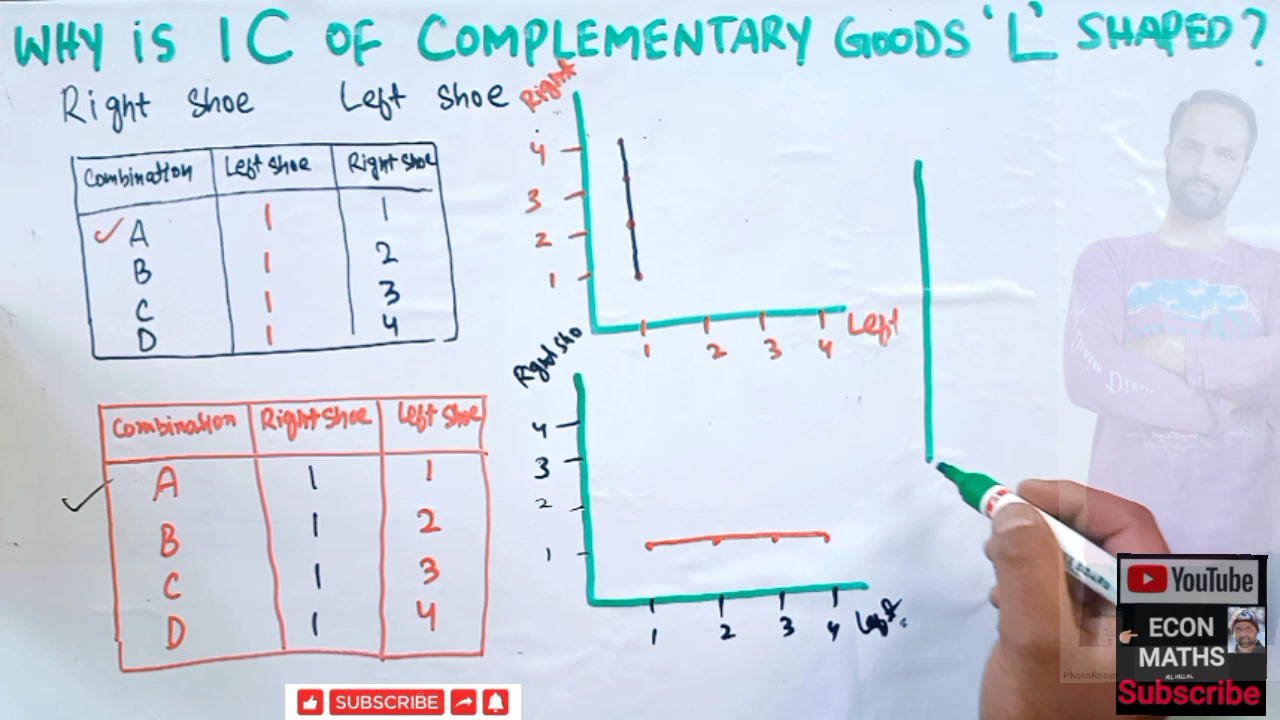 WHY IS IC OF COMPLEMENTARY GOODS 'L' SHAPED?
Right shoe Left shoe
Combination Left shoe Right shoe
A 1 1
B 1 2
C 1 3
D 1 4
Combination Right shoe Left shoe
A 1 1
B 1 2
C 1 3
D 1 4
Right
4
3
2
1
1 2 3 4 Left
Right sho
4
3
2
1
1 2 3 4 Left
SUBSCRIBE
YouTube
ECON
MATHS
Subscribe
PhotoRoom